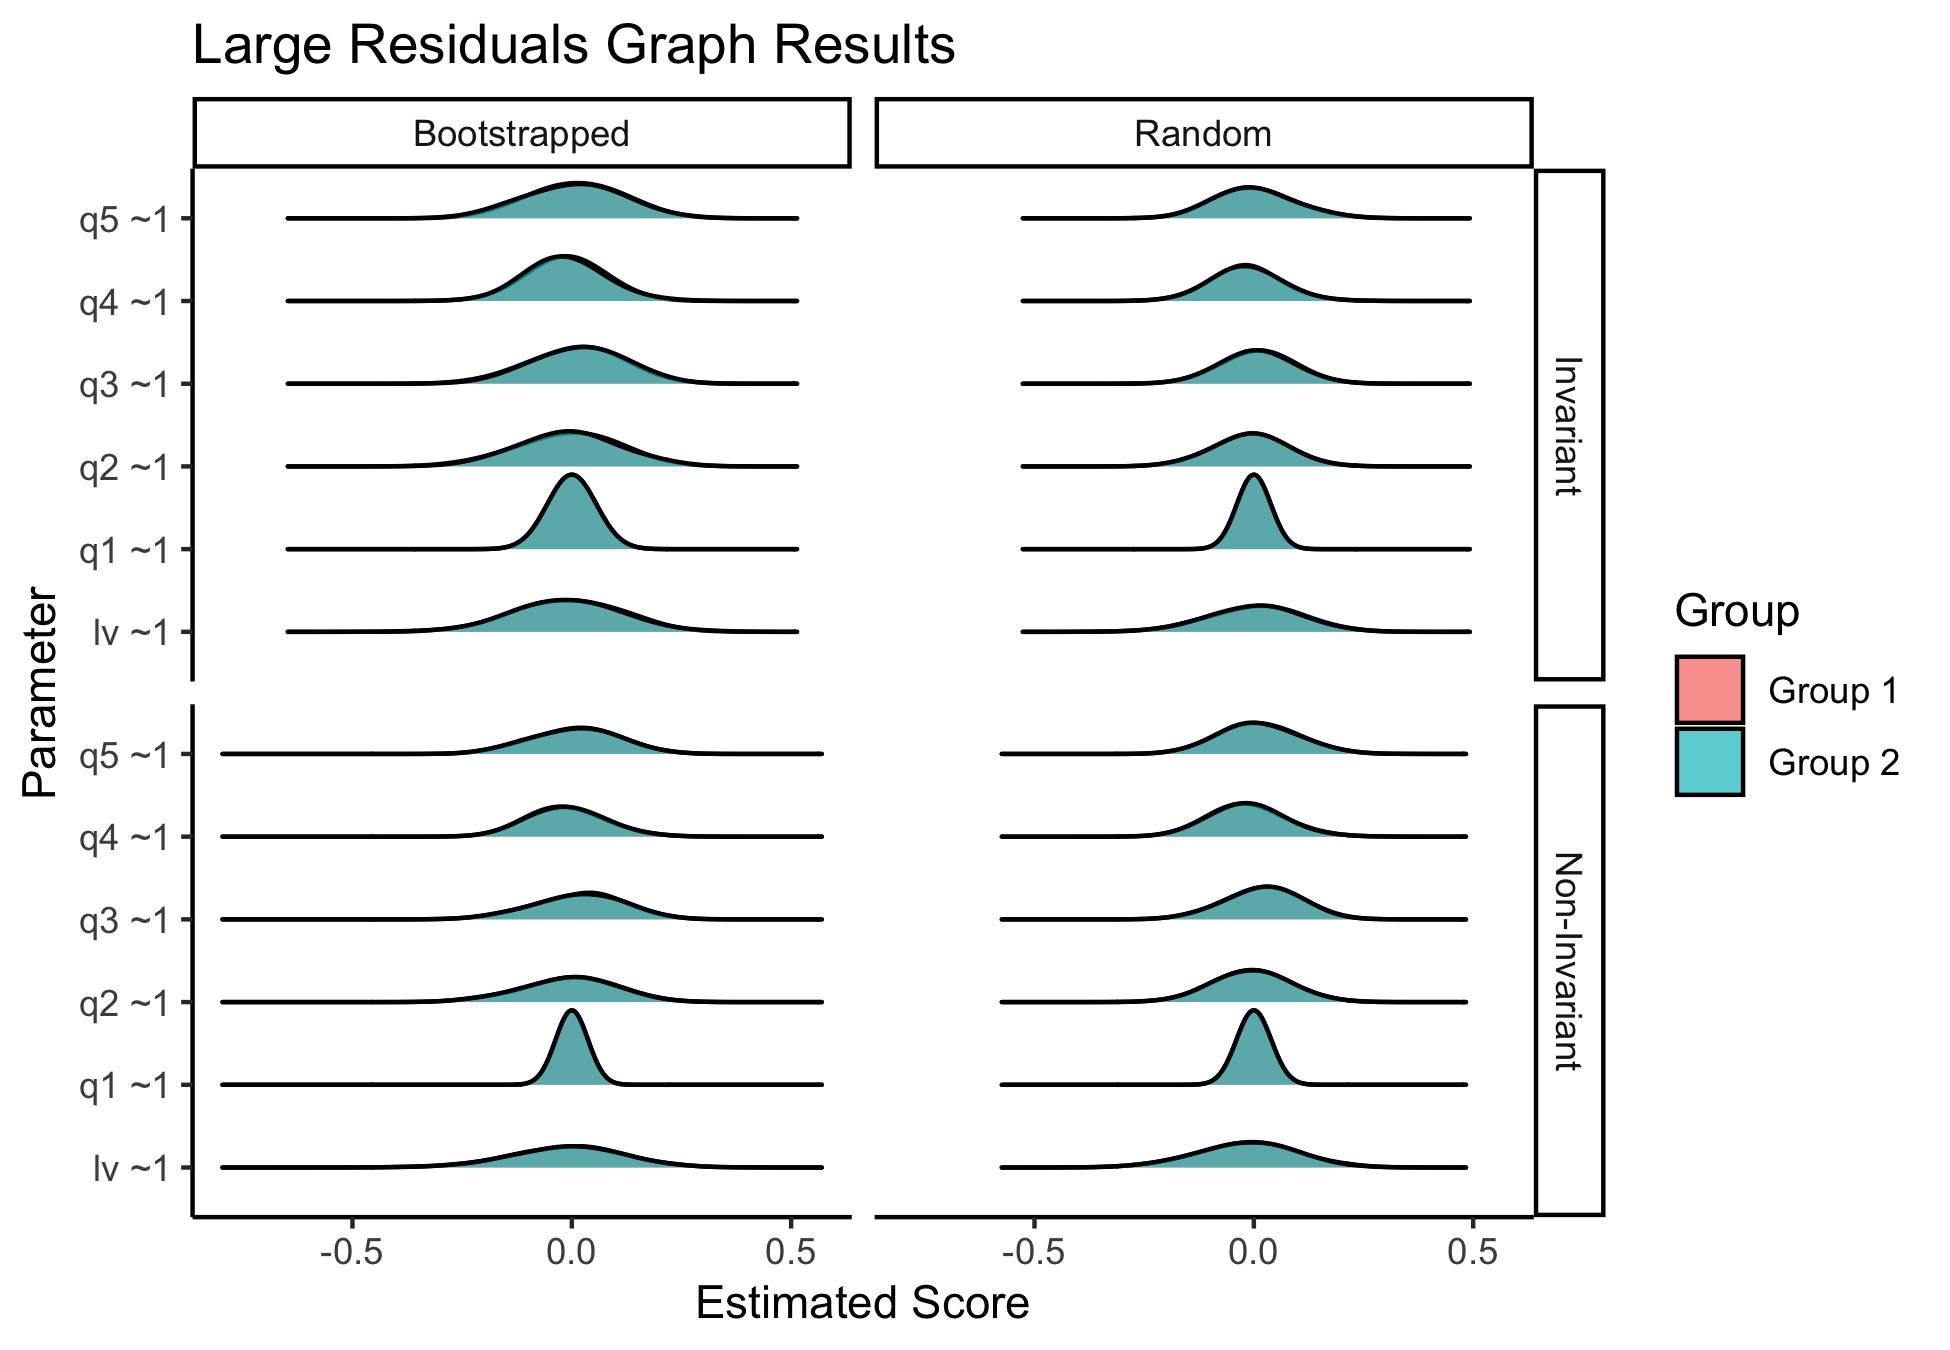 Large Residuals Graph Results
Bootstrapped
Random
q5 ~1
q4 ~1
q3 ~1
q2 ~1
q1 ~1
lv ~1
Invariant
q5 ~1
q4 ~1
q3 ~1
q2 ~1
q1 ~1
lv ~1
Non-Invariant
Parameter
-0.5 0.0 0.5
-0.5 0.0 0.5
Estimated Score
Group
Group 1
Group 2